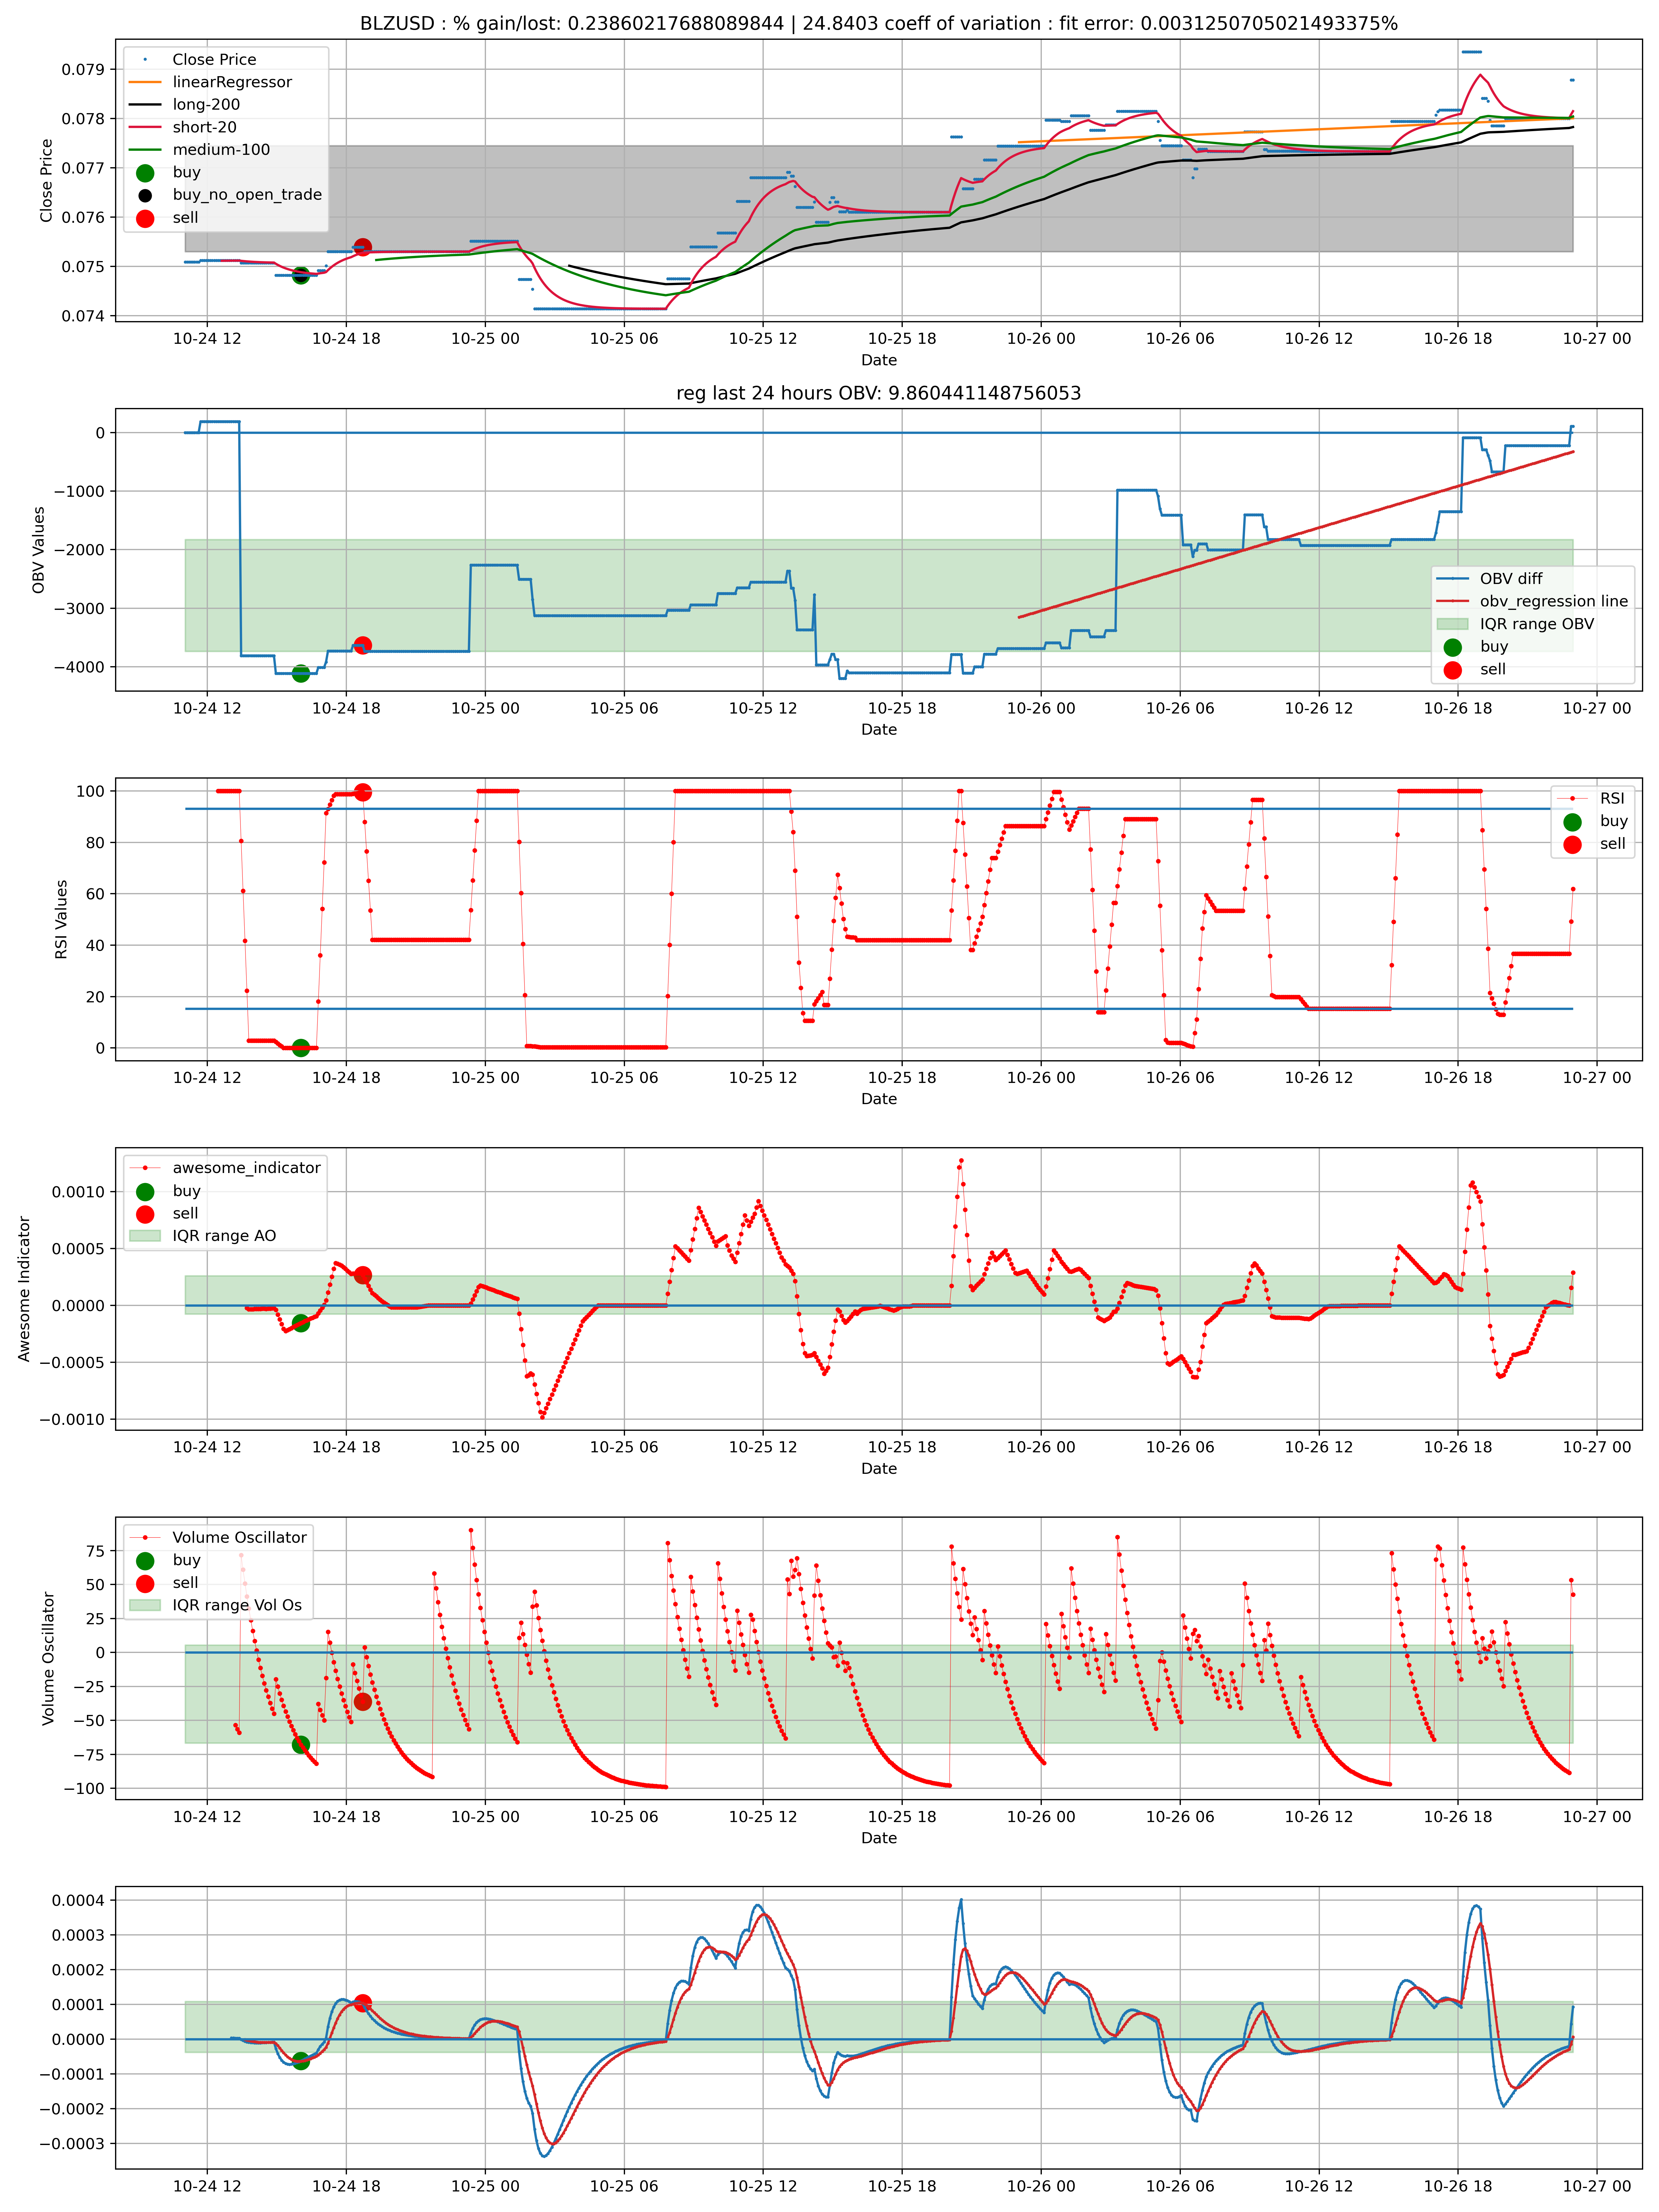 BLZUSD : % gain/lost: 0.23860217688089844 | 24.8403 coeff of variation : fit error: 0.0031250705021493375%
Close Price
0.079
0.078
0.077
0.076
0.075
0.074
Close Price
linearRegressor
long-200
short-20
medium-100
buy
buy_no_open_trade
sell
10-24 12
10-24 18
10-25 00
10-25 06
10-25 12
10-25 18
10-26 00
10-26 06
10-26 12
10-26 18
10-27 00
Date
reg last 24 hours OBV: 9.860441148756053
OBV Values
0
−1000
−2000
−3000
−4000
OBV diff
obv_regression line
IQR range OBV
buy
sell
10-24 12
10-24 18
10-25 00
10-25 06
10-25 12
10-25 18
10-26 00
10-26 06
10-26 12
10-26 18
10-27 00
Date
RSI Values
100
80
60
40
20
0
RSI
buy
sell
10-24 12
10-24 18
10-25 00
10-25 06
10-25 12
10-25 18
10-26 00
10-26 06
10-26 12
10-26 18
10-27 00
Date
Awesome Indicator
0.0010
0.0005
0.0000
−0.0005
−0.0010
awesome_indicator
buy
sell
IQR range AO
10-24 12
10-24 18
10-25 00
10-25 06
10-25 12
10-25 18
10-26 00
10-26 06
10-26 12
10-26 18
10-27 00
Date
Volume Oscillator
75
50
25
0
−25
−50
−75
−100
Volume Oscillator
buy
sell
IQR range Vol Os
10-24 12
10-24 18
10-25 00
10-25 06
10-25 12
10-25 18
10-26 00
10-26 06
10-26 12
10-26 18
10-27 00
Date
0.0004
0.0003
0.0002
0.0001
0.0000
−0.0001
−0.0002
−0.0003
10-24 12
10-24 18
10-25 00
10-25 06
10-25 12
10-25 18
10-26 00
10-26 06
10-26 12
10-26 18
10-27 00